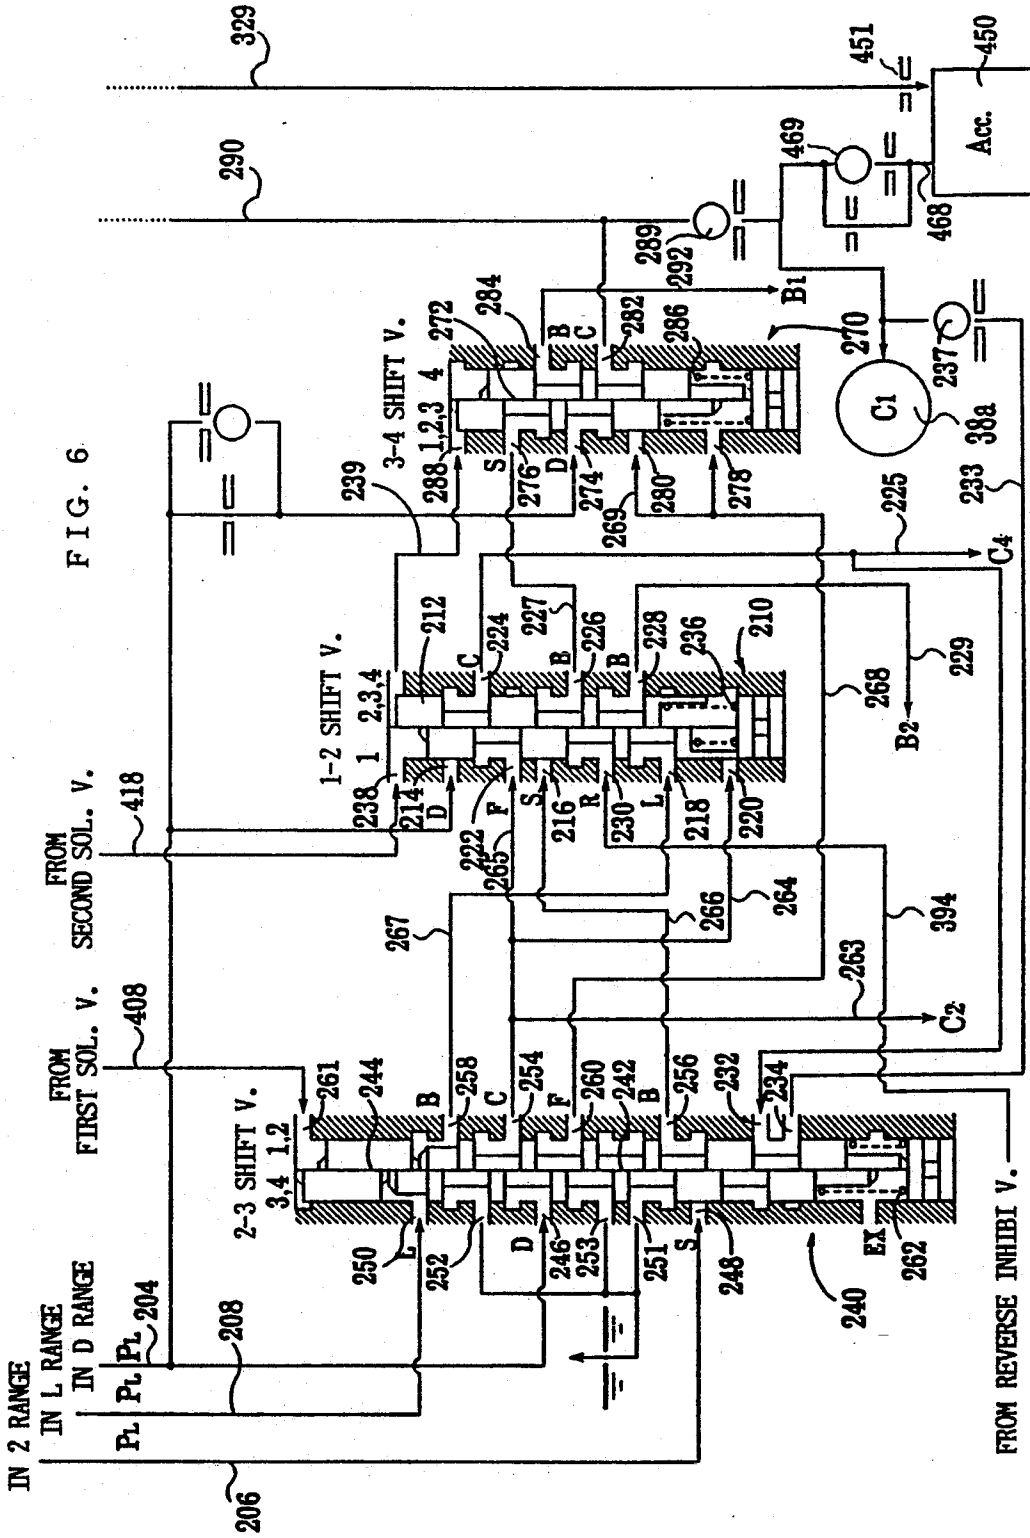 FIG. 6
IN 2 RANGE
IN L RANGE
IN D RANGE
PL
PL
PL
206
208
204
FROM
FIRST SOL. V.
408
FROM
SECOND SOL. V.
418
2-3 SHIFT V.
3,4
1,2
261
244
250
L
252
D
246
253
251
S
248
240
EX
262
B
258
C
254
F
260
242
B
256
232
234
267
265
266
264
268
263
C2
394
FROM REVERSE INHIBI V.
1-2 SHIFT V.
1
2,3,4
238
214
D
222
F
S
216
R
230
L
218
220
212
C
224
227
B
226
B
228
236
210
229
B2
239
3-4 SHIFT V.
1,2,3
4
288
S
276
D
274
269
280
278
272
284
B
C
282
286
270
225
C4
233
289
292
B1
C1
38a
237
290
329
469
468
451
450
Acc.